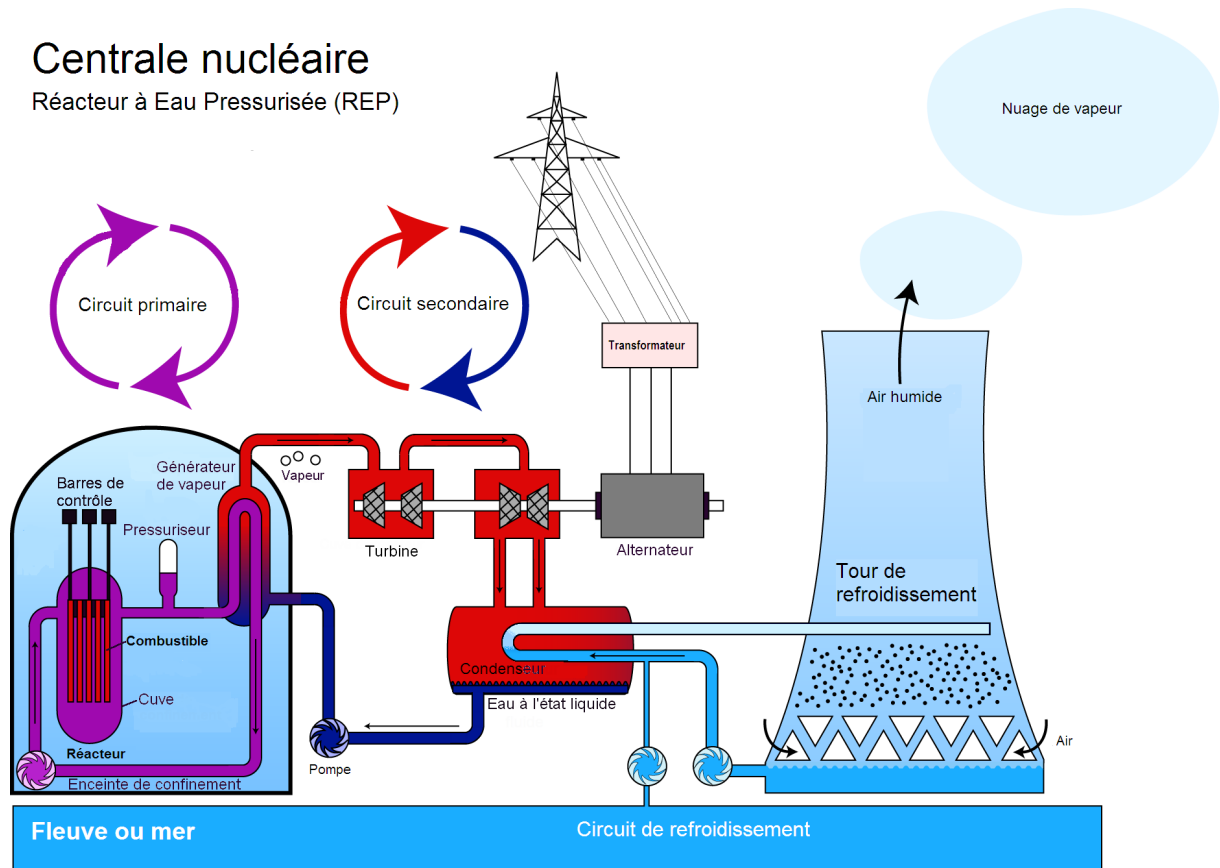 Centrale nucléaire
Réacteur à Eau Pressurisée (REP)
Nuage de vapeur
Circuit primaire
Circuit secondaire
Transformateur
Air humide
Générateur
de vapeur
Vapeur
Barres de
contrôle
Pressuriseur
Turbine
Alternateur
Tour de
refroidissement
Combustible
Condenseur
Cuve
Eau à l'état liquide
Réacteur
Air
Pompe
Enceinte de confinement
Fleuve ou mer
Circuit de refroidissement